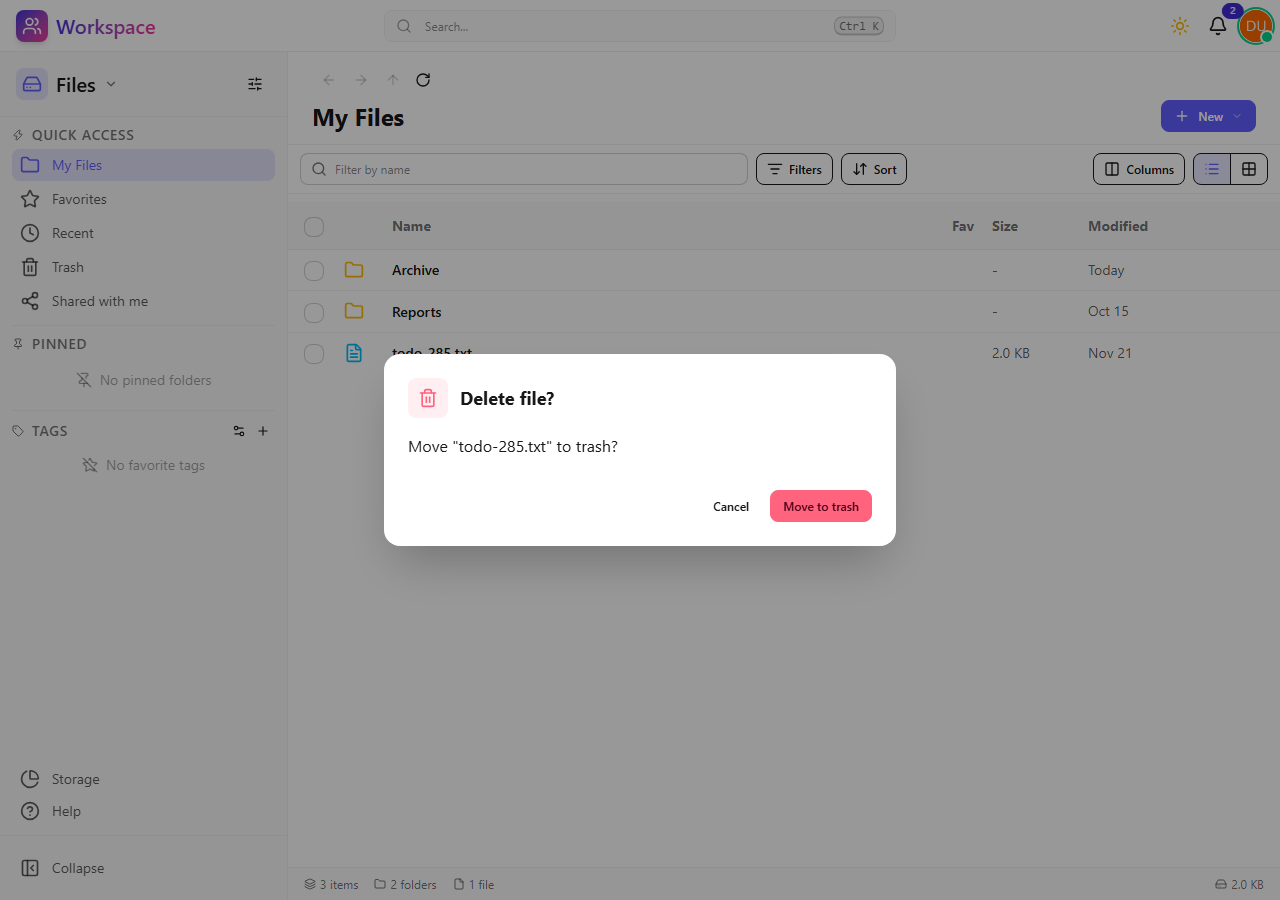 Workspace
Search...
Ctrl K
2
DU
Files
QUICK ACCESS
My Files
Favorites
Recent
Trash
Shared with me
PINNED
No pinned folders
TAGS
No favorite tags
Storage
Help
Collapse
My Files
New
Filter by name
Filters
Sort
Columns
Name Fav Size Modified
Archive - Today
Reports - Oct 15
todo-285.txt 2.0 KB Nov 21
Delete file?
Move "todo-285.txt" to trash?
Cancel
Move to trash
3 items
2 folders
1 file
2.0 KB